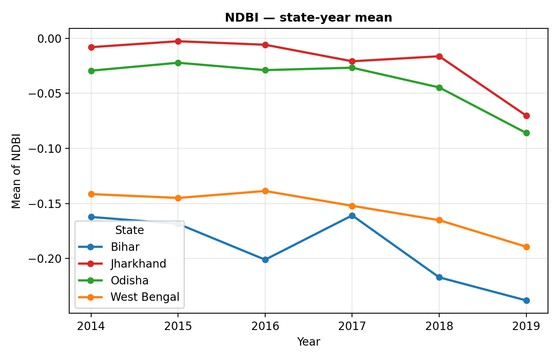 NDBI — state-year mean
Mean of NDBI
0.00
−0.05
−0.10
−0.15
−0.20
State
Bihar
Jharkhand
Odisha
West Bengal
2014 2015 2016 2017 2018 2019
Year